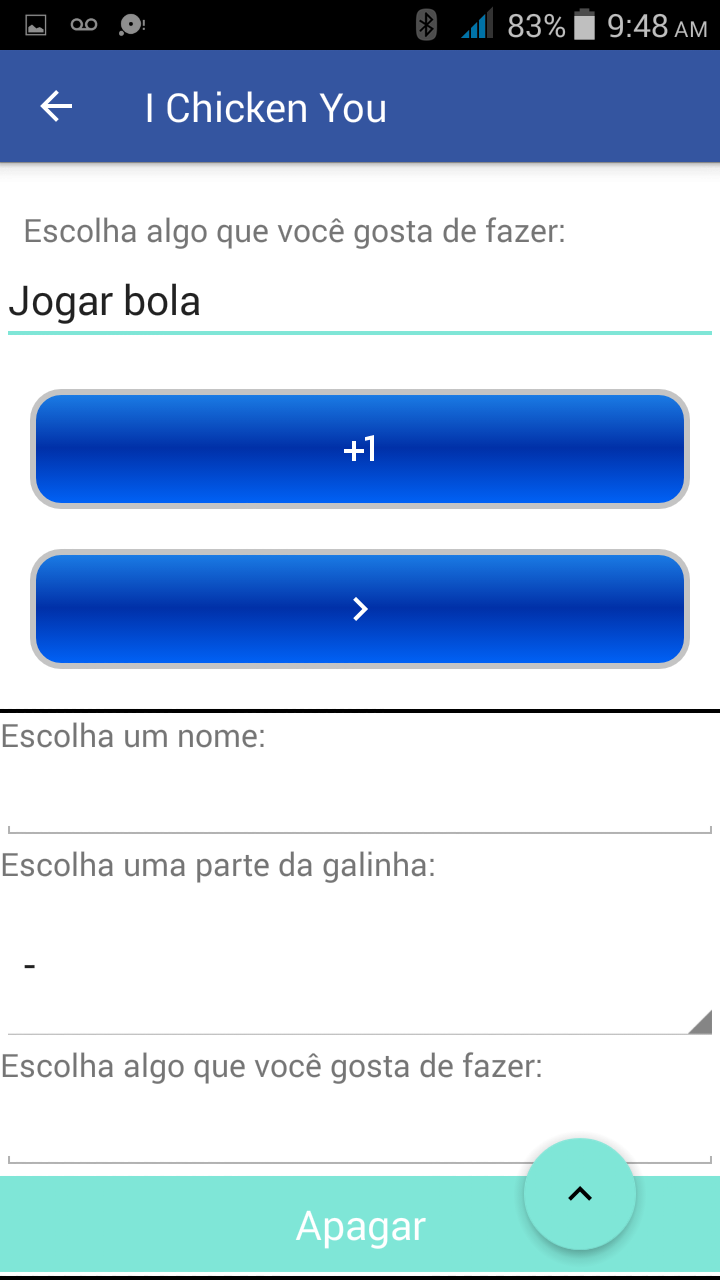 83% 9:48 AM
I Chicken You
Escolha algo que você gosta de fazer:
Jogar bola
+1
>
Escolha um nome:
Escolha uma parte da galinha:
-
Escolha algo que você gosta de fazer:
Apagar